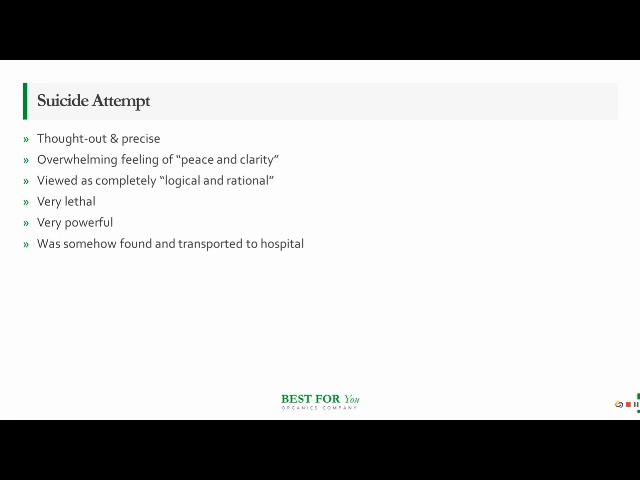 Suicide Attempt
» Thought-out & precise
» Overwhelming feeling of “peace and clarity”
» Viewed as completely “logical and rational”
» Very lethal
» Very powerful
» Was somehow found and transported to hospital
BEST FOR You
ORGANICS COMPANY